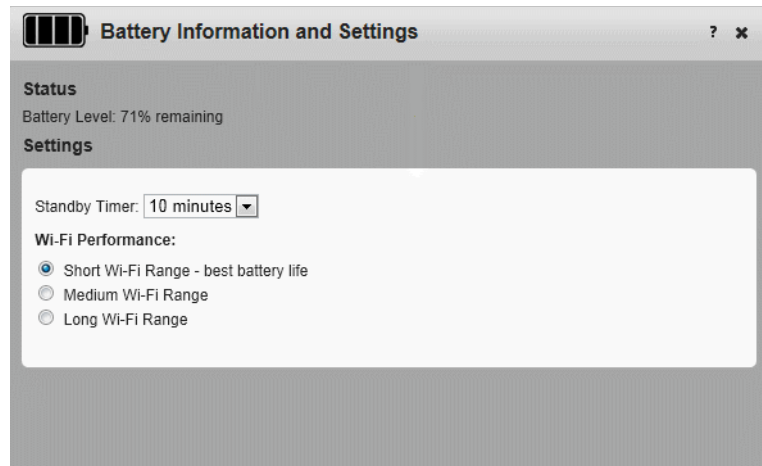 Battery Information and Settings ? ✖
Status
Battery Level: 71% remaining
Settings
Standby Timer: 10 minutes
Wi-Fi Performance:
Short Wi-Fi Range - best battery life
Medium Wi-Fi Range
Long Wi-Fi Range